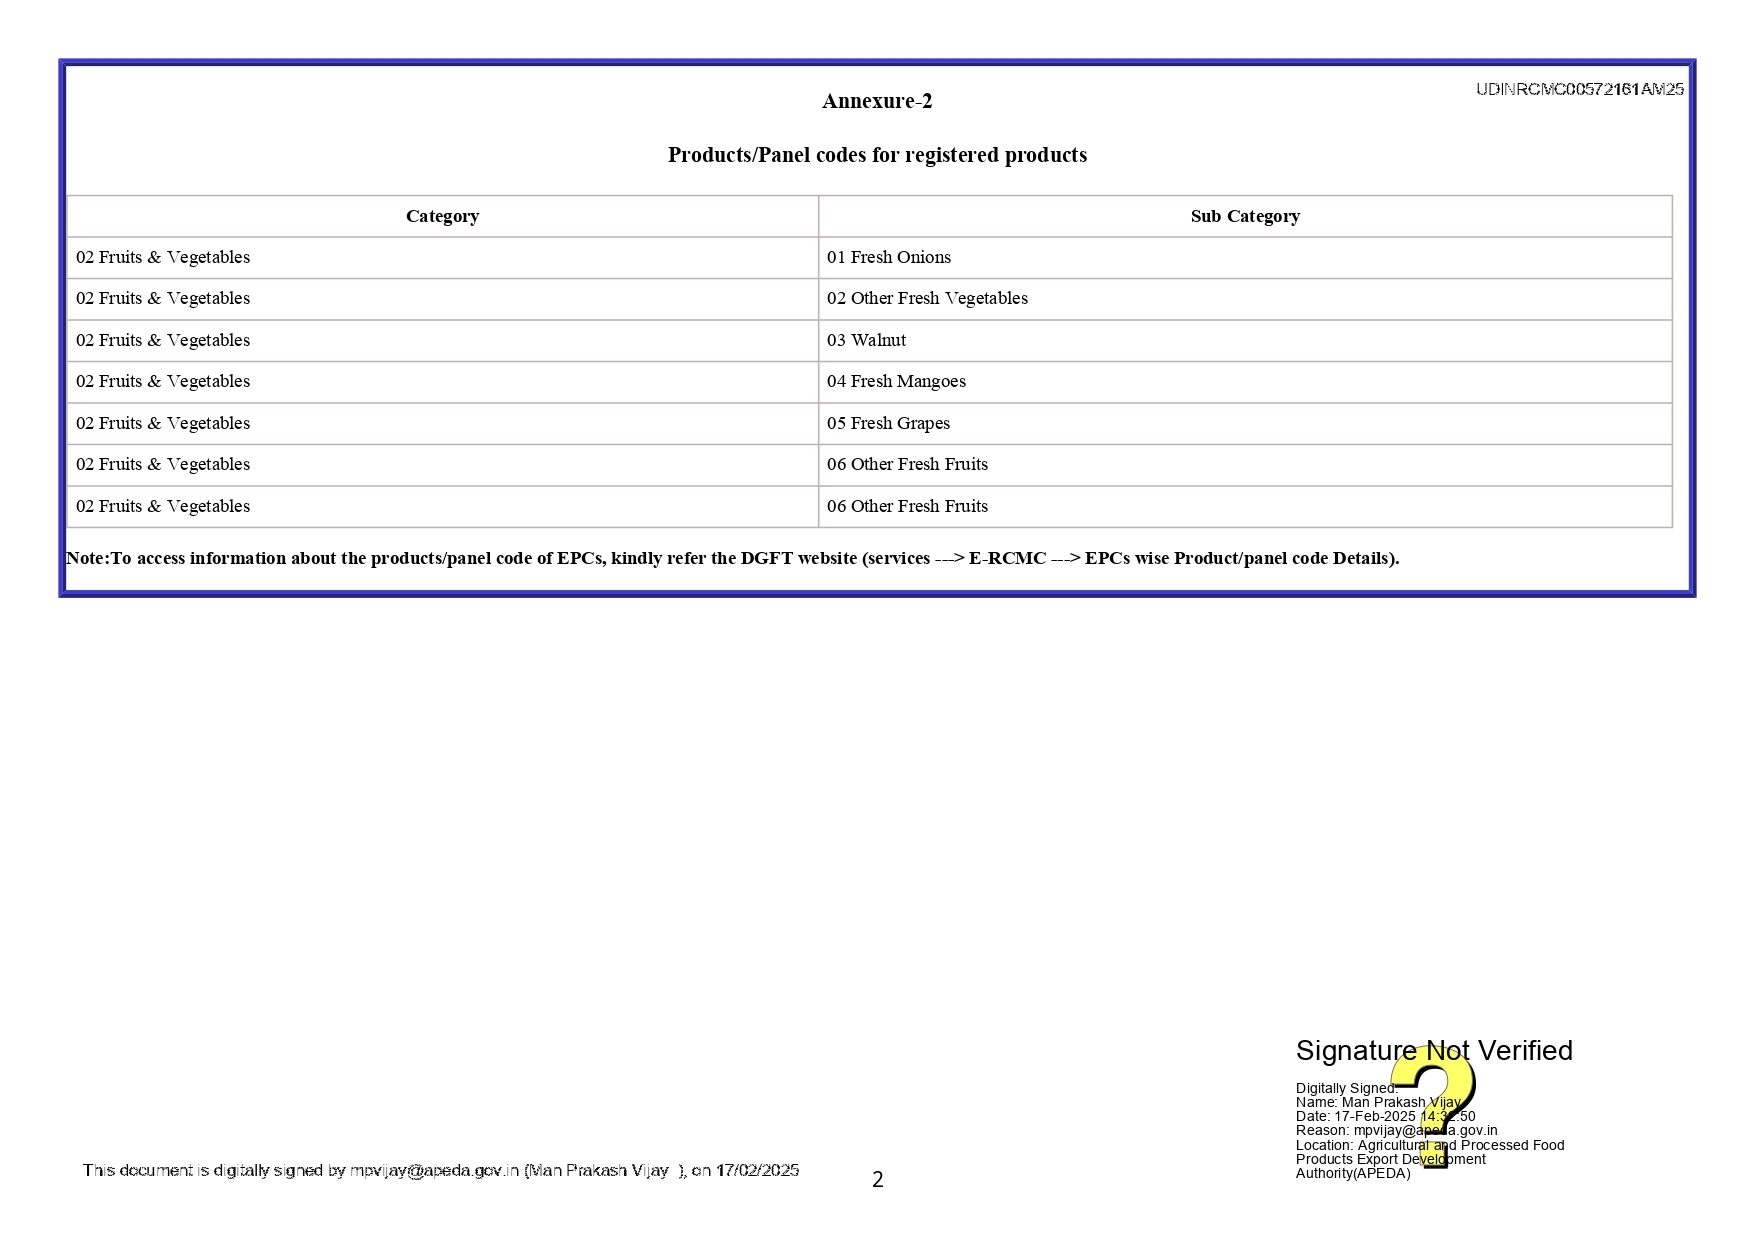 UDINRCMC00572161AM25
Annexure-2
Products/Panel codes for registered products
Category Sub Category
02 Fruits & Vegetables 01 Fresh Onions
02 Fruits & Vegetables 02 Other Fresh Vegetables
02 Fruits & Vegetables 03 Walnut
02 Fruits & Vegetables 04 Fresh Mangoes
02 Fruits & Vegetables 05 Fresh Grapes
02 Fruits & Vegetables 06 Other Fresh Fruits
02 Fruits & Vegetables 06 Other Fresh Fruits
Note:To access information about the products/panel code of EPCs, kindly refer the DGFT website (services ---> E-RCMC ---> EPCs wise Product/panel code Details).
Signature Not Verified
Digitally Signed.
Name: Man Prakash Vijay
Date: 17-Feb-2025 14:32:50
Reason: mpvijay@apeda.gov.in
Location: Agricultural and Processed Food
Products Export Development
Authority(APEDA)
This document is digitally signed by mpvijay@apeda.gov.in (Man Prakash Vijay ), on 17/02/2025
2